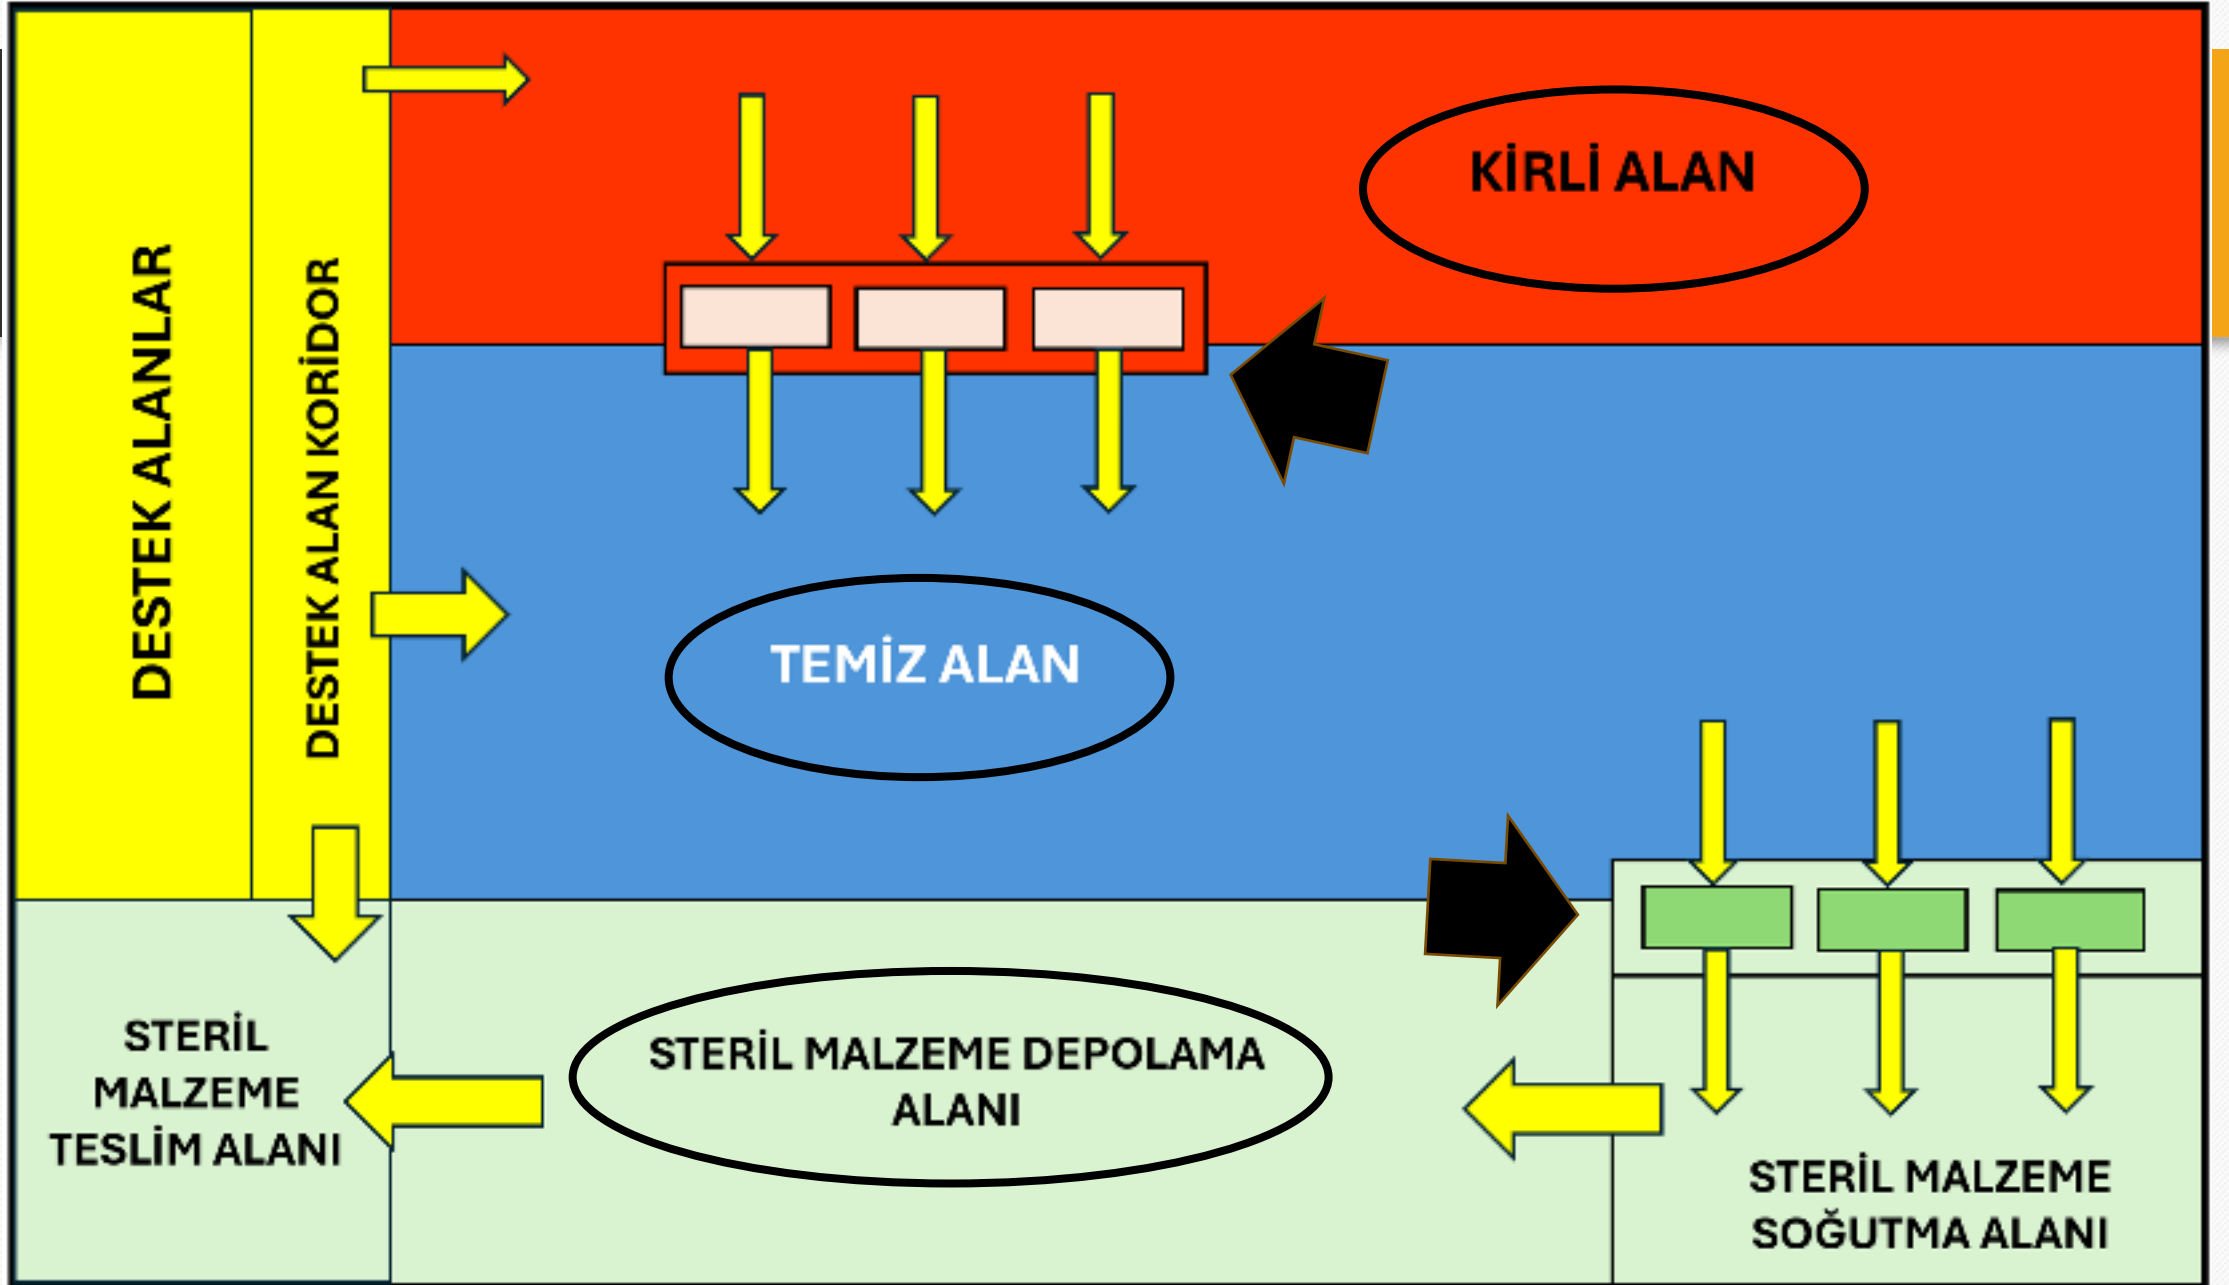 DESTEK ALANLAR
DESTEK ALAN KORİDOR
KİRLİ ALAN
TEMİZ ALAN
STERİL
MALZEME
TESLİM ALANI
STERİL MALZEME DEPOLAMA
ALANI
STERİL MALZEME
SOĞUTMA ALANI